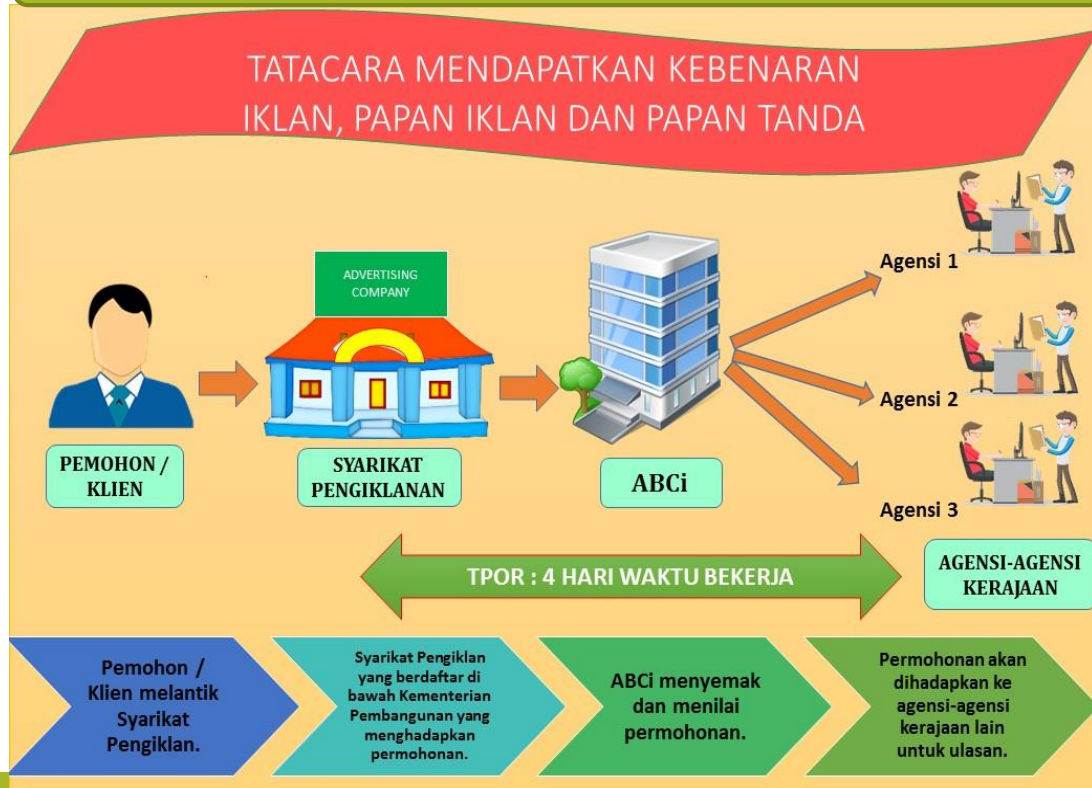 TATACARA MENDAPATKAN KEBENARAN
IKLAN, PAPAN IKLAN DAN PAPAN TANDA
ADVERTISING
COMPANY
Agensi 1
Agensi 2
Agensi 3
PEMOHON /
KLIEN
SYARIKAT
PENGIKLANAN
ABCi
AGENSI-AGENSI
KERAJAAN
TPOR : 4 HARI WAKTU BEKERJA
Pemohon /
Klien melantik
Syarikat
Pengiklan.
Syarikat Pengiklan
yang berdaftar di
bawah Kementerian
Pembangunan yang
menghadapkan
permohonan.
ABCi menyemak
dan menilai
permohonan.
Permohonan akan
dihadapkan ke
agensi-agensi
kerajaan lain
untuk ulasan.